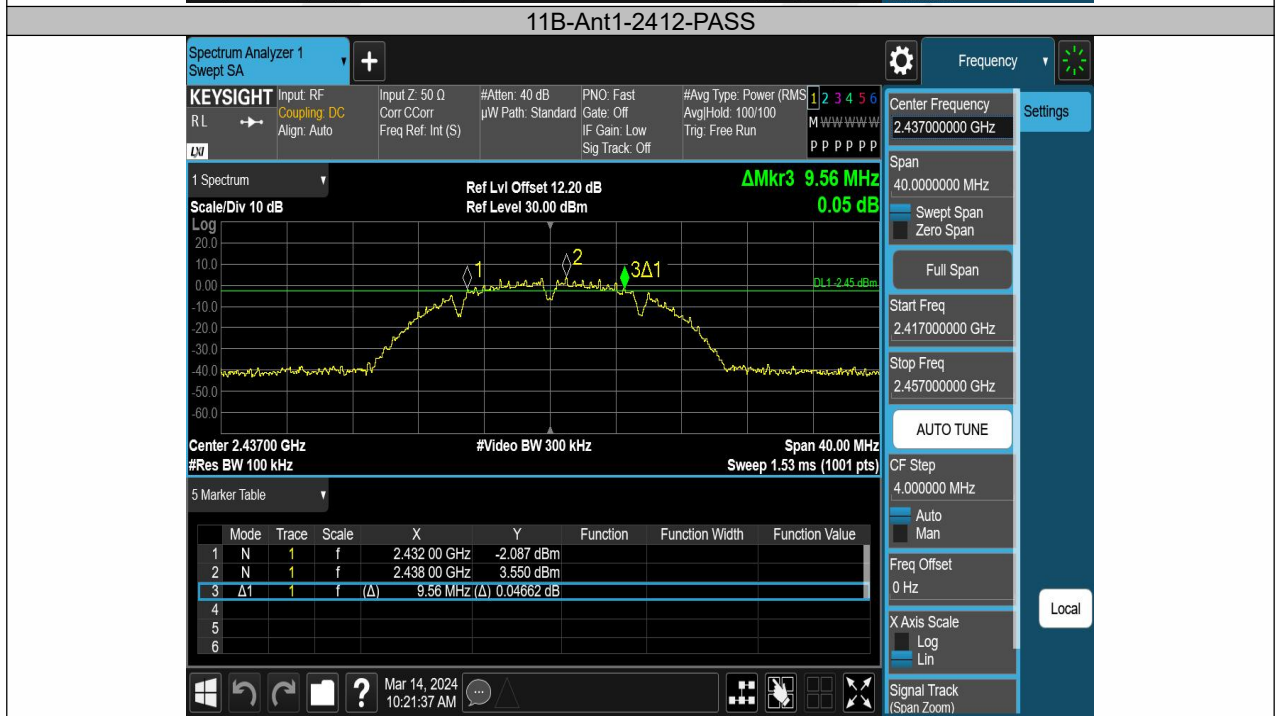 11B-Ant1-2412-PASS
Spectrum Analyzer 1
Swept SA
+
Frequency
KEYSIGHT
RL
LXI
Input: RF
Coupling: DC
Align: Auto
Input Z: 50 Ω
Corr CCorr
Freq Ref: Int (S)
#Atten: 40 dB
µW Path: Standard
PNO: Fast
Gate: Off
IF Gain: Low
Sig Track: Off
#Avg Type: Power (RMS
Avg|Hold: 100/100
Trig: Free Run
1 2 3 4 5 6
M W W W W W
P P P P P P
1 Spectrum
Scale/Div 10 dB
Ref Lvl Offset 12.20 dB
Ref Level 30.00 dBm
ΔMkr3 9.56 MHz
0.05 dB
Log
20.0
10.0
0.00
-10.0
-20.0
-30.0
-40.0
-50.0
-60.0
1
2
3Δ1
DL1 -2.45 dBm
Center 2.43700 GHz
#Video BW 300 kHz
Span 40.00 MHz
#Res BW 100 kHz
Sweep 1.53 ms (1001 pts)
5 Marker Table
Mode Trace Scale X Y Function Function Width Function Value
1 N 1 f 2.432 00 GHz -2.087 dBm
2 N 1 f 2.438 00 GHz 3.550 dBm
3 Δ1 1 f (Δ) 9.56 MHz (Δ) 0.04662 dB
4
5
6
?
Mar 14, 2024
10:21:37 AM
Center Frequency
2.437000000 GHz
Settings
Span
40.0000000 MHz
Swept Span
Zero Span
Full Span
Start Freq
2.417000000 GHz
Stop Freq
2.457000000 GHz
AUTO TUNE
CF Step
4.000000 MHz
Auto
Man
Freq Offset
0 Hz
Local
X Axis Scale
Log
Lin
Signal Track
(Span Zoom)